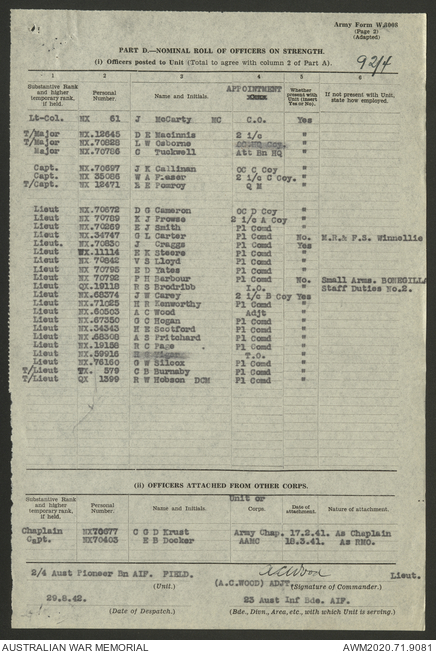 Army Form W.3008
(Page 2)
(Adapted)
PART D.—NOMINAL ROLL OF OFFICERS ON STRENGTH.
(i) Officers posted to Unit (Total to agree with column 2 of Part A).
92/4
1 2 3 4 5 6
Substantive Rank and higher temporary rank, if held. Personal Number. Name and Initials. APPOINTMENT Whether present with Unit (insert Yes or No). If not present with Unit, state how employed.
Lt-Col. NX 61 J McCarty MC C.O. Yes
T/Major NX.12645 D E Macinnis 2 i/c "
T/Major NX.70828 L W Osborne "
Major NX.70786 C Tuckwell Att Bn HQ "
Capt. NX.70697 J K Callinan OC C Coy "
Capt. NX 35086 W A 2 i/c C Coy. "
T/Capt. NX 12471 R E Pomroy Q M "
Lieut NX.70672 D G Cameron OC D Coy "
Lieut NX 70789 K J Prowse 2 i/c A Coy "
Lieut NX.70269 E J Smith Pl Comd "
Lieut NX.34747 G L Carter Pl Comd No. M.R.& F.S. Winnellie
Lieut. NX.70830 J Craggs Pl Comd Yes
Lieut .11114 E K Steere Pl Comd "
Lieut NX 70842 V S Lloyd Pl Comd "
Lieut NX 70795 E D Yates Pl Comd "
Lieut NX 70792 F H Barbour Pl Comd No. Small Arms. BONEGILLA
Lieut QX.19118 R S Brodribb I.O. " Staff Duties No.2.
Lieut NX.68374 J W Carey 2 i/c B Coy Yes
Lieut NX.71025 H R Kenworthy Pl Comd "
Lieut NX.60503 A C Wood Adjt "
Lieut NX.67350 G C Hogan Pl Comd "
Lieut NX.34343 H E Scotford Pl Comd "
Lieut NX.68308 A S Pritchard Pl Comd "
Lieut NX.19158 R C Page Pl Comd "
Lieut NX.59916 T.O. "
Lieut NX.76160 G W Silcox Pl Comd "
T/Lieut X. 579 C B Burnaby Pl Comd "
T/Lieut QX 1399 R W Hobson DCM Pl Comd "
(ii) OFFICERS ATTACHED FROM OTHER CORPS.
Substantive Rank and higher temporary rank, if held. Personal Number. Name and Initials. Unit or Corps. Date of attachment. Nature of attachment.
Chaplain NX70677 C G D Krust Army Chap. 17.2.41. As Chaplain
Capt. NX70403 E B Docker AAMC 18.3.41. As RMO.
2/4 Aust Pioneer Bn AIF. FIELD. A C Wood Lieut.
(Unit.) (A.C.WOOD) ADJT (Signature of Commander.)
29.8.42. 23 Aust Inf Bde. AIF.
(Date of Despatch.) (Bde., Divn., Area, etc., with which Unit is serving.)
AUSTRALIAN WAR MEMORIAL AWM2020.71.9081